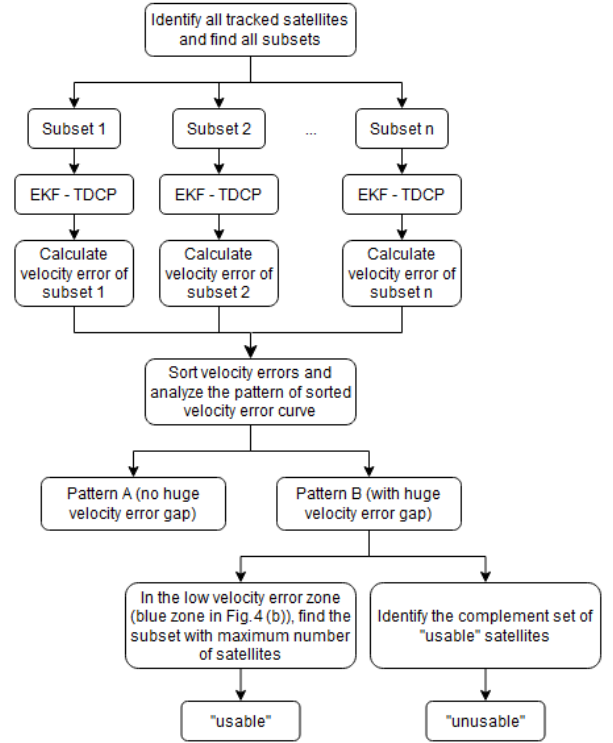 Identify all tracked satellites
and find all subsets
Subset 1
Subset 2
...
Subset n
EKF - TDCP
EKF - TDCP
EKF - TDCP
Calculate
velocity error of
subset 1
Calculate
velocity error of
subset 2
Calculate
velocity error of
subset n
Sort velocity errors and
analyze the pattern of sorted
velocity error curve
Pattern A (no huge
velocity error gap)
Pattern B (with huge
velocity error gap)
In the low velocity error zone
(blue zone in Fig. 4 (b)), find the
subset with maximum number
of satellites
Identify the complement set of
"usable" satellites
"usable"
"unusable"